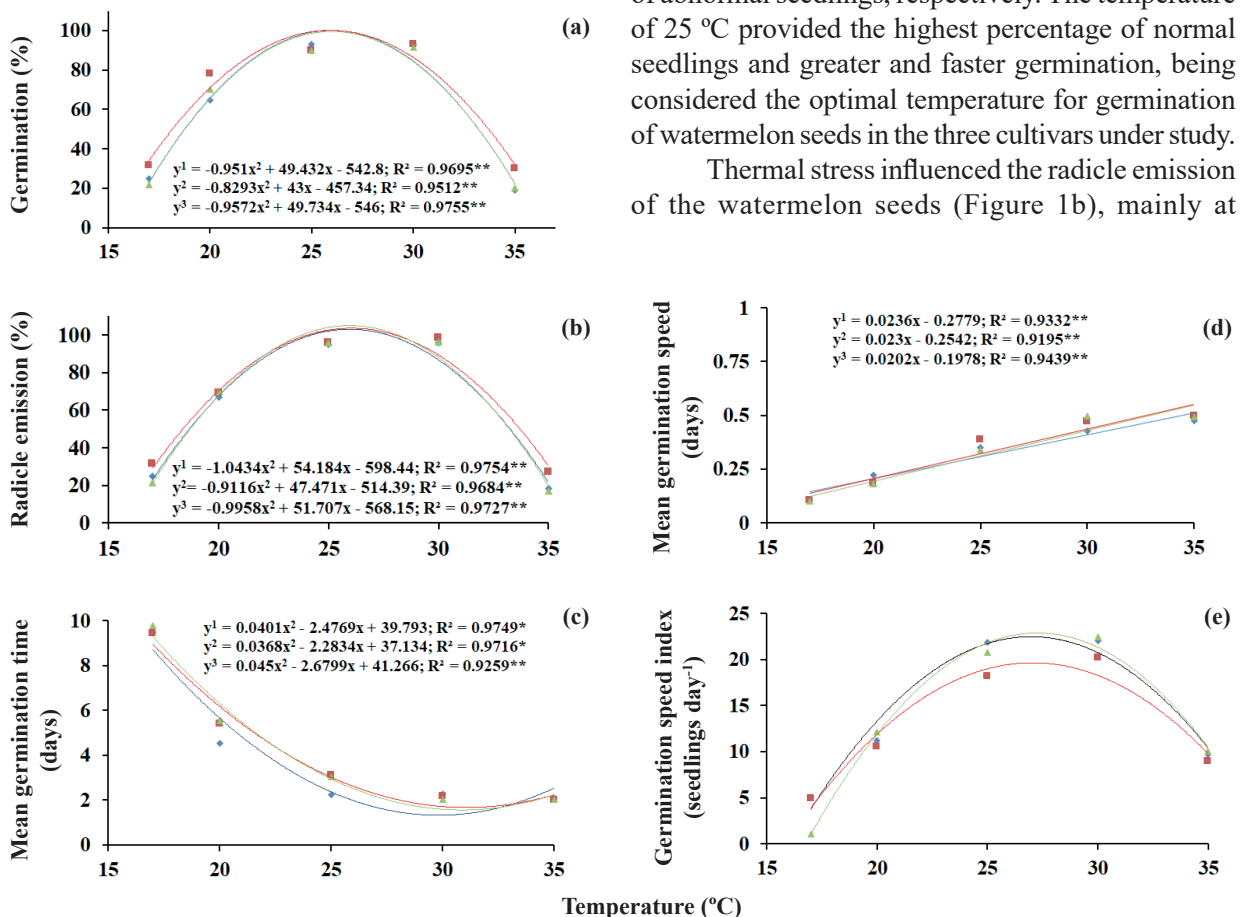 of abnormal seedlings, respectively. The temperature
of 25 ºC provided the highest percentage of normal
seedlings and greater and faster germination, being
considered the optimal temperature for germination
of watermelon seeds in the three cultivars under study.
Thermal stress influenced the radicle emission
of the watermelon seeds (Figure 1b), mainly at
(a)
Germination (%)
100
80
60
40
20
0
y¹ = -0.951x² + 49.432x - 542.8; R² = 0.9695**
y² = -0.8293x² + 43x - 457.34; R² = 0.9512**
y³ = -0.9572x² + 49.734x - 546; R² = 0.9755**
15 20 25 30 35
(b)
Radicle emission (%)
100
80
60
40
20
0
y¹ = -1.0434x² + 54.184x - 598.44; R² = 0.9754**
y²= -0.9116x² + 47.471x - 514.39; R² = 0.9684**
y³ = -0.9958x² + 51.707x - 568.15; R² = 0.9727**
15 20 25 30 35
(c)
Mean germination time
(days)
10
8
6
4
2
0
y¹ = 0.0401x² - 2.4769x + 39.793; R² = 0.9749*
y² = 0.0368x² - 2.2834x + 37.134; R² = 0.9716*
y³ = 0.045x² - 2.6799x + 41.266; R² = 0.9259**
15 20 25 30 35
(d)
Mean germination speed
(days)
1
0.75
0.5
0.25
0
y¹ = 0.0236x - 0.2779; R² = 0.9332**
y² = 0.023x - 0.2542; R² = 0.9195**
y³ = 0.0202x - 0.1978; R² = 0.9439**
15 20 25 30 35
(e)
Germination speed index
(seedlings day⁻¹)
25
20
15
10
5
0
15 20 25 30 35
Temperature (ºC)